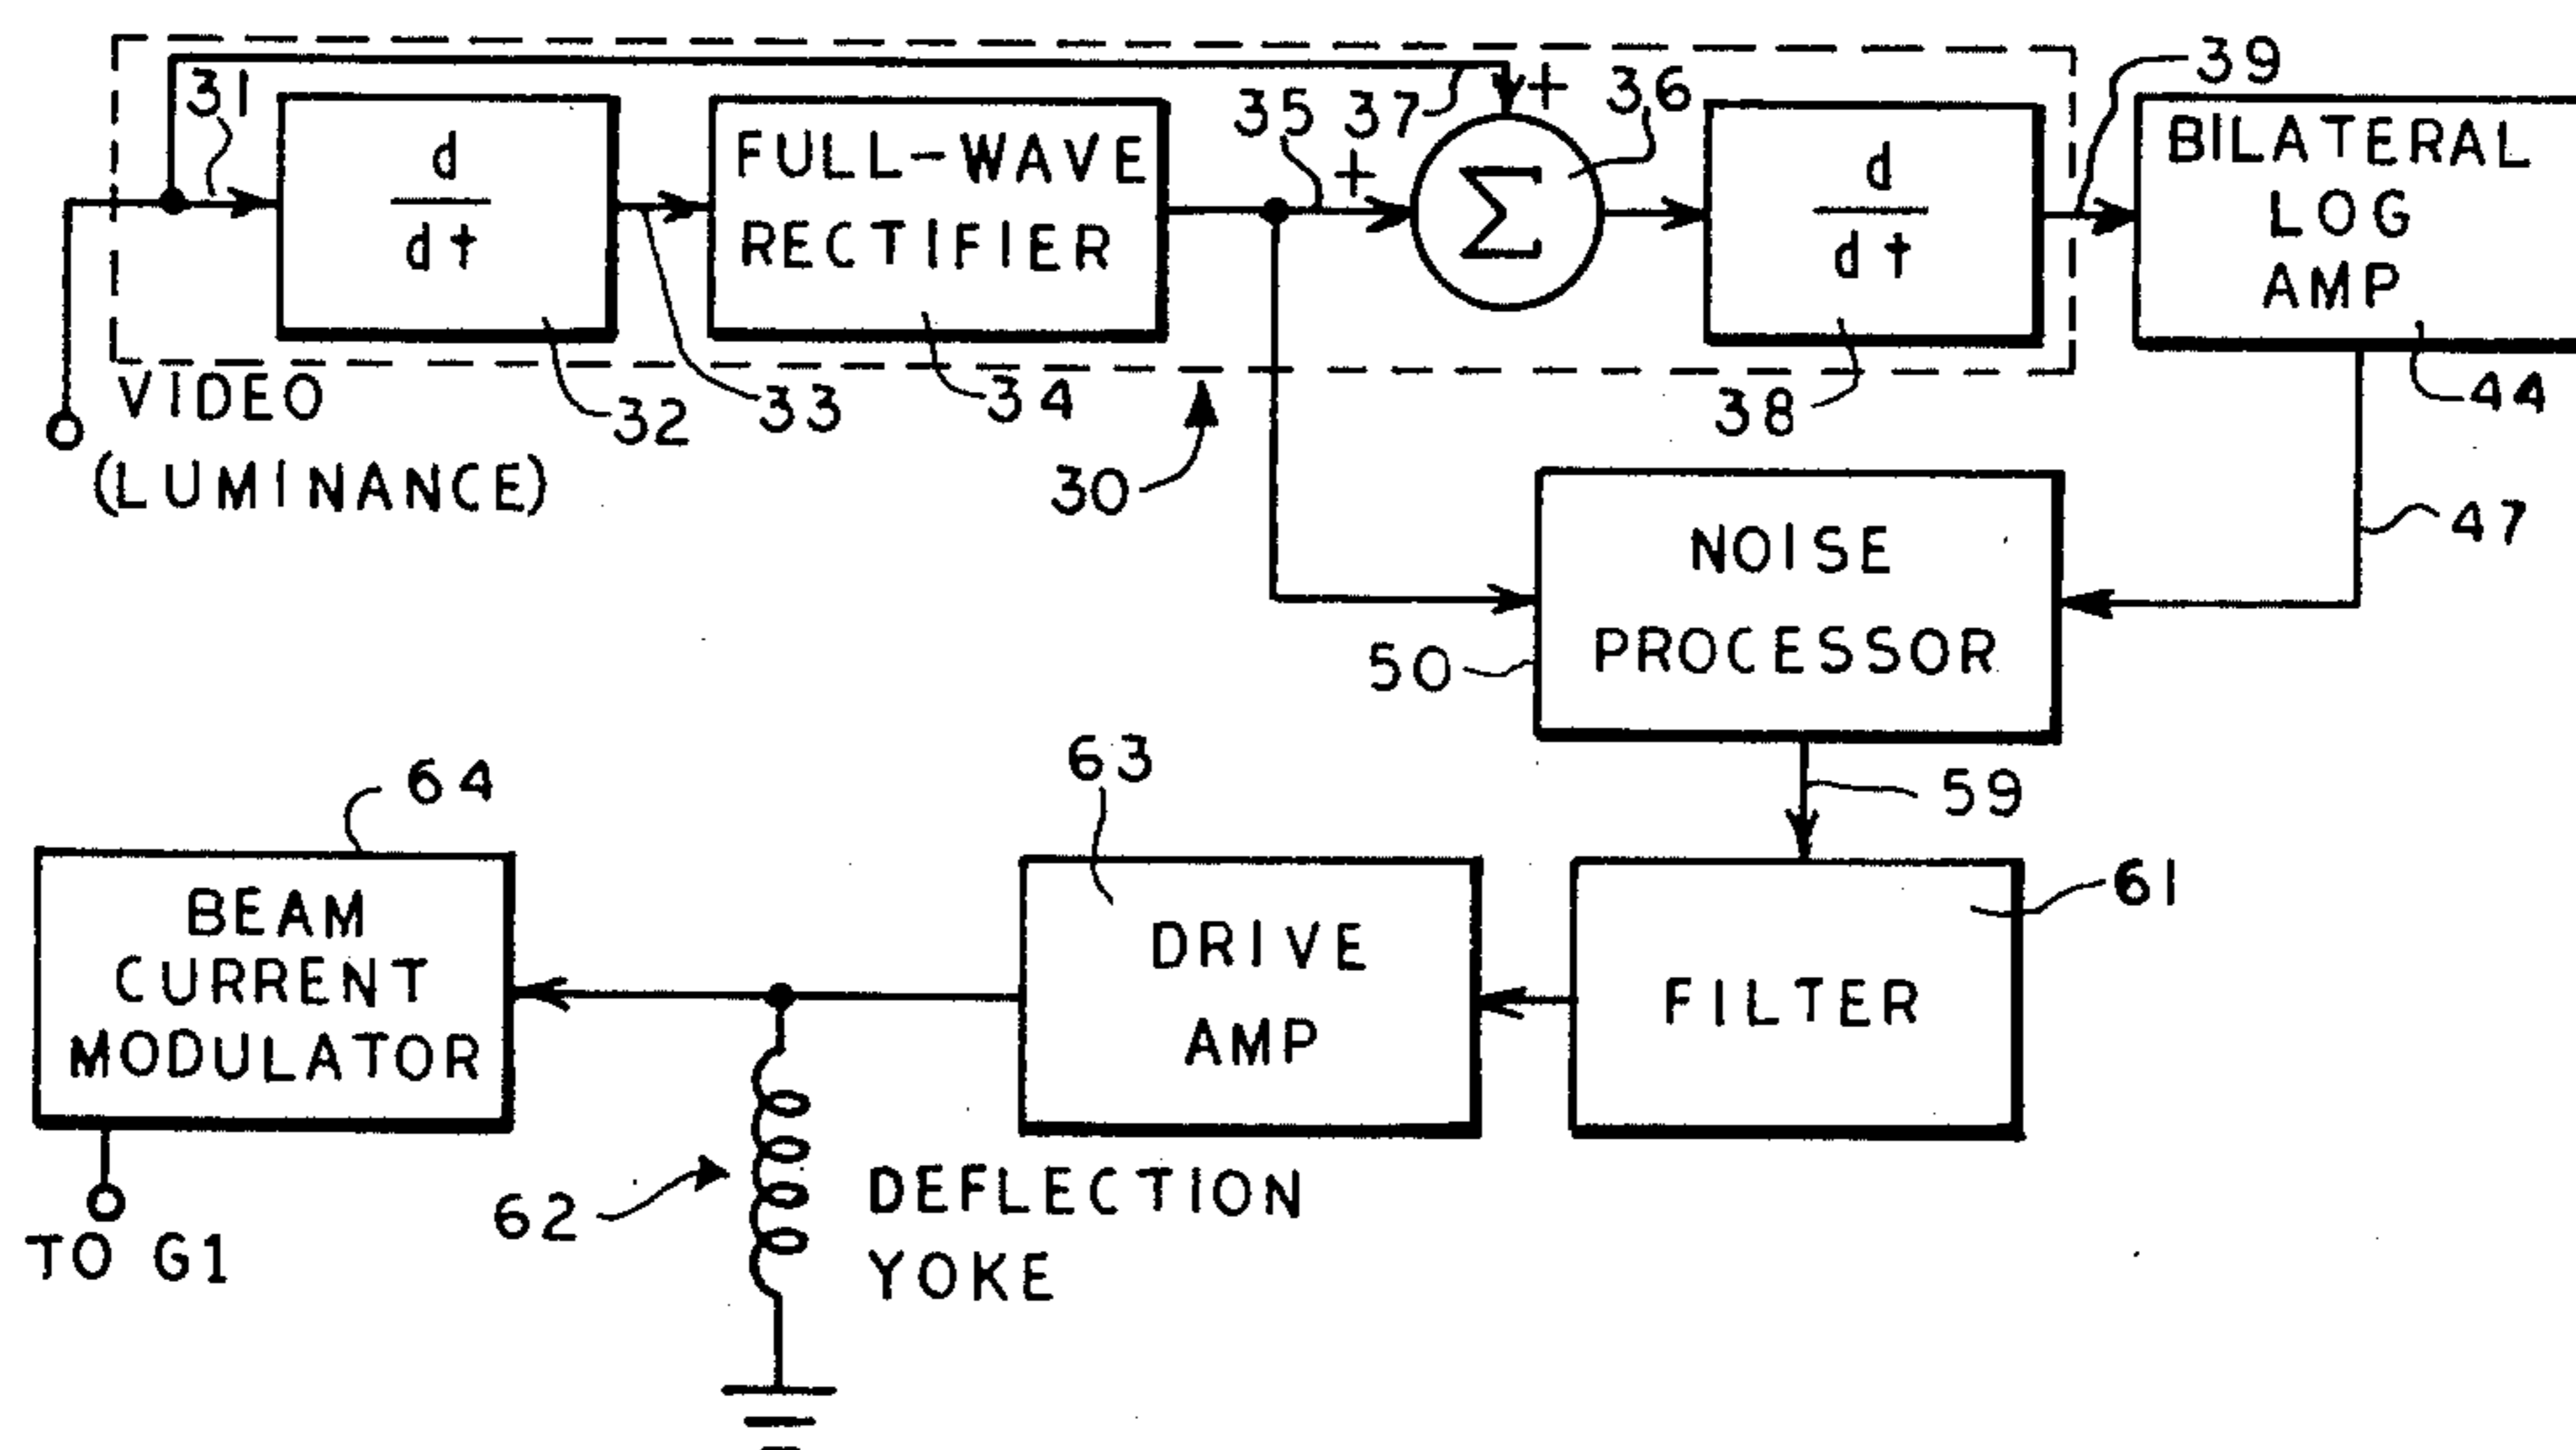 31
d
dt
FULL-WAVE
RECTIFIER
35
37
+
+
36
Σ
d
dt
39
BILATERAL
LOG
AMP
VIDEO
(LUMINANCE)
32
33
34
30
38
44
47
NOISE
PROCESSOR
50
59
64
BEAM
CURRENT
MODULATOR
63
DRIVE
AMP
61
FILTER
TO G1
62
DEFLECTION
YOKE